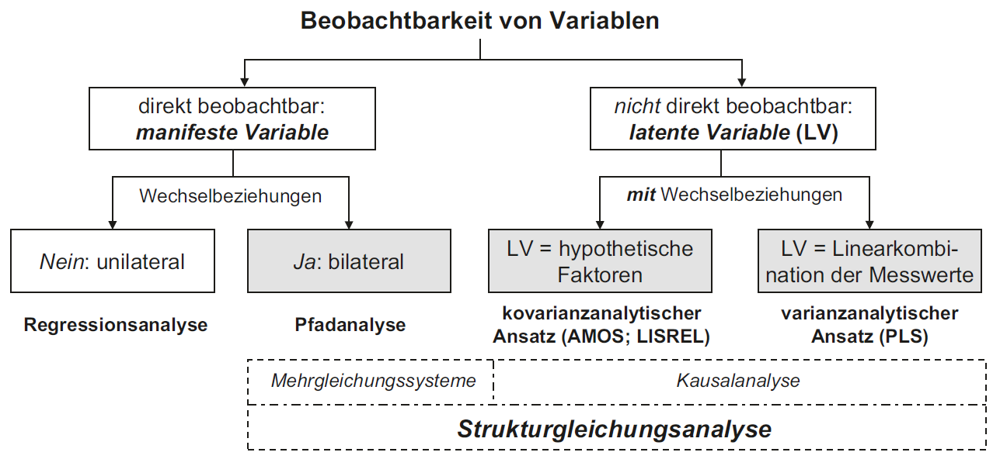 Beobachtbarkeit von Variablen
direkt beobachtbar:
manifeste Variable
nicht direkt beobachtbar:
latente Variable (LV)
Wechselbeziehungen
mit Wechselbeziehungen
Nein: unilateral
Ja: bilateral
LV = hypothetische
Faktoren
LV = Linearkombi-
nation der Messwerte
Regressionsanalyse
Pfadanalyse
kovarianzanalytischer
Ansatz (AMOS; LISREL)
varianzanalytischer
Ansatz (PLS)
Mehrgleichungssysteme
Kausalanalyse
Strukturgleichungsanalyse